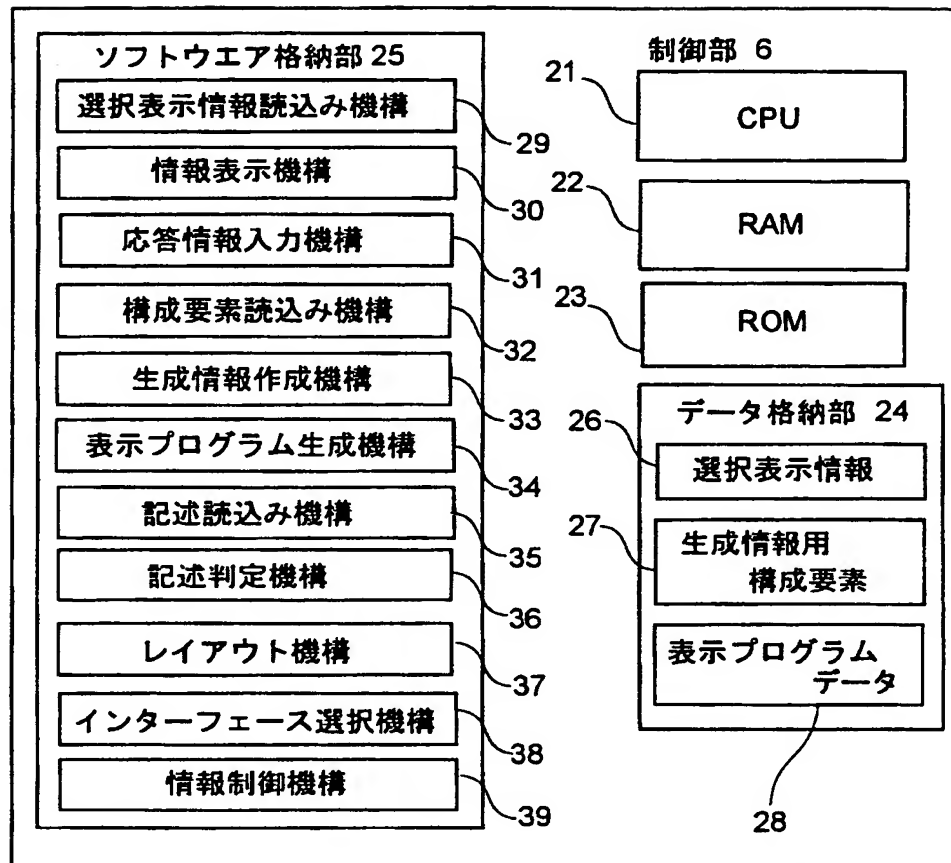 ソフトウエア格納部 25
選択表示情報読込み機構
29
情報表示機構
30
応答情報入力機構
31
構成要素読込み機構
32
生成情報作成機構
33
表示プログラム生成機構
34
記述読込み機構
35
記述判定機構
36
レイアウト機構
37
インターフェース選択機構
38
情報制御機構
39
制御部 6
21
CPU
22
RAM
23
ROM
データ格納部 24
26
選択表示情報
27
生成情報用
構成要素
表示プログラム
データ
28